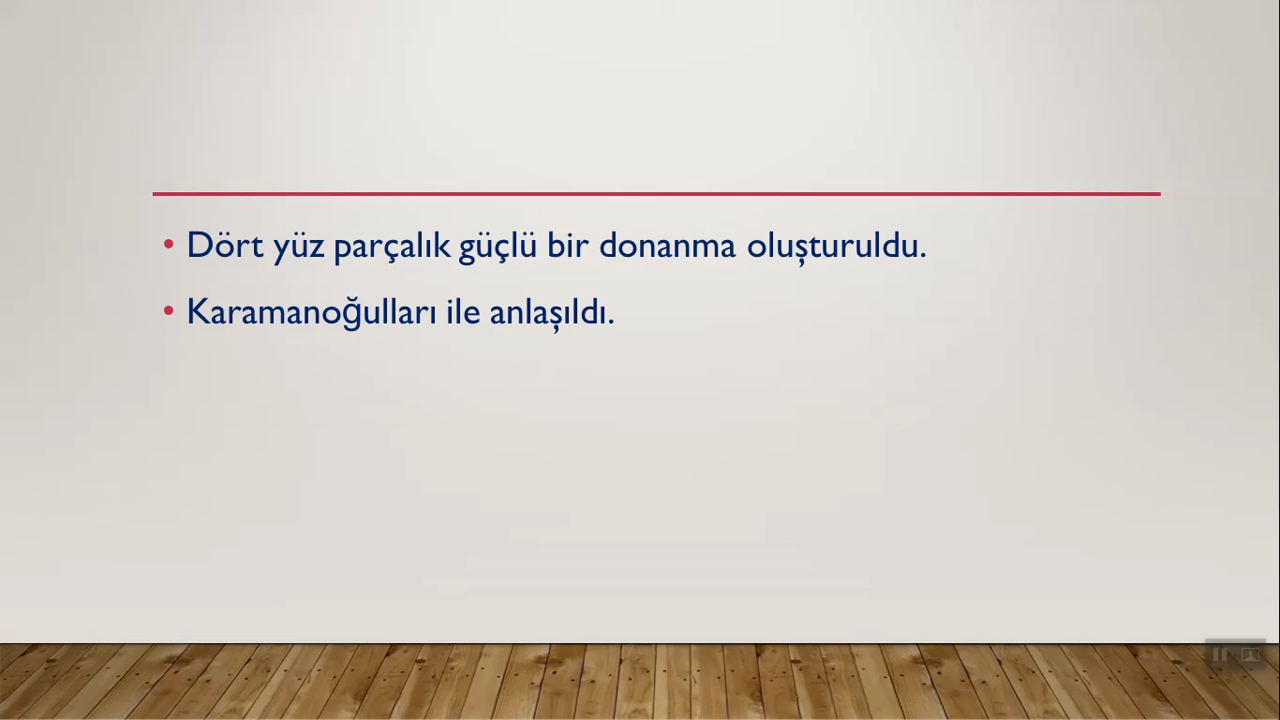 • Dört yüz parçalık güçlü bir donanma oluşturuldu.
• Karamanoğulları ile anlaşıldı.